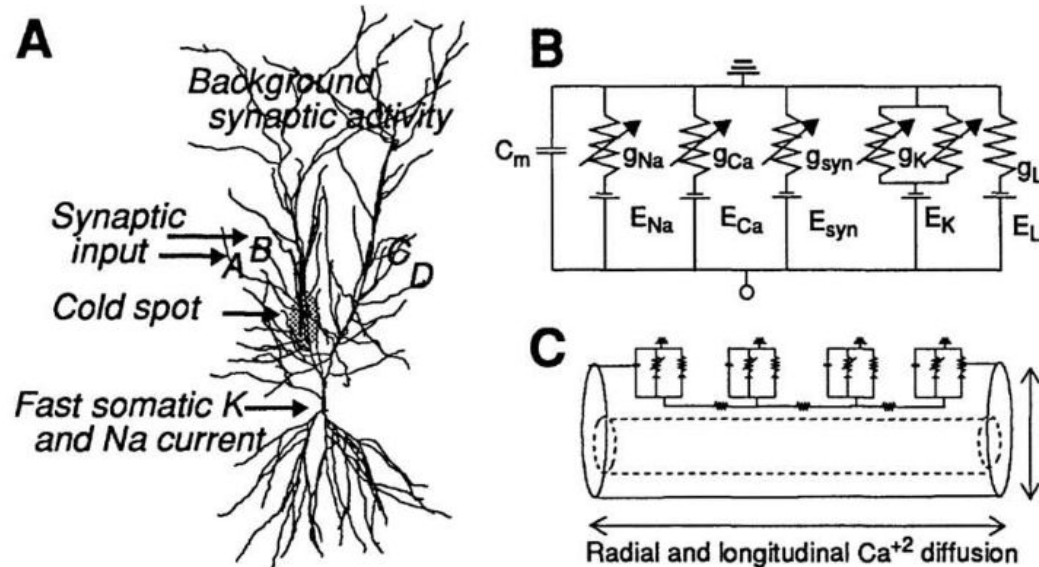 A
Background
synaptic activity
Synaptic
input
A
B
C
D
Cold spot
Fast somatic K
and Na current
B
Cm
gNa
gCa
gsyn
gK
gL
ENa
ECa
Esyn
EK
EL
C
Radial and longitudinal Ca+2 diffusion